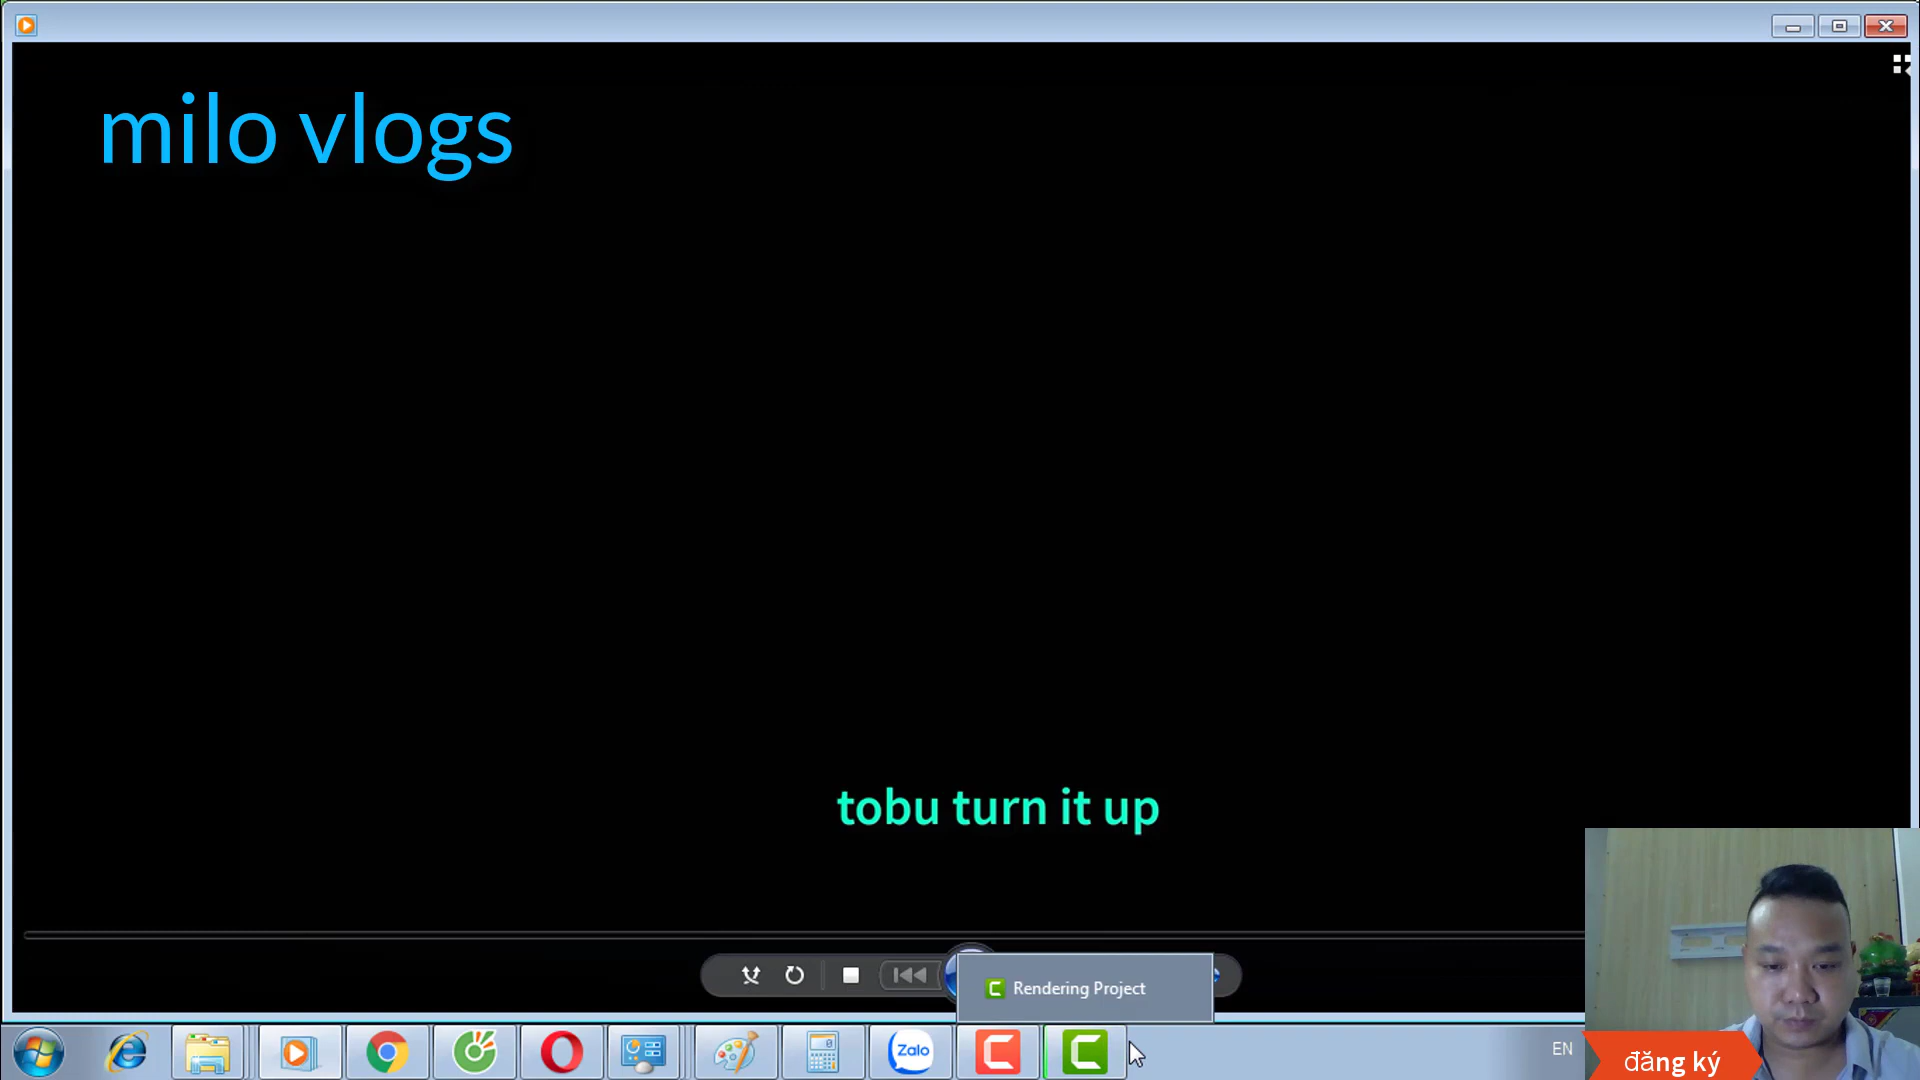 milo vlogs
tobu turn it up
Rendering Project
Zalo
EN
đăng ký